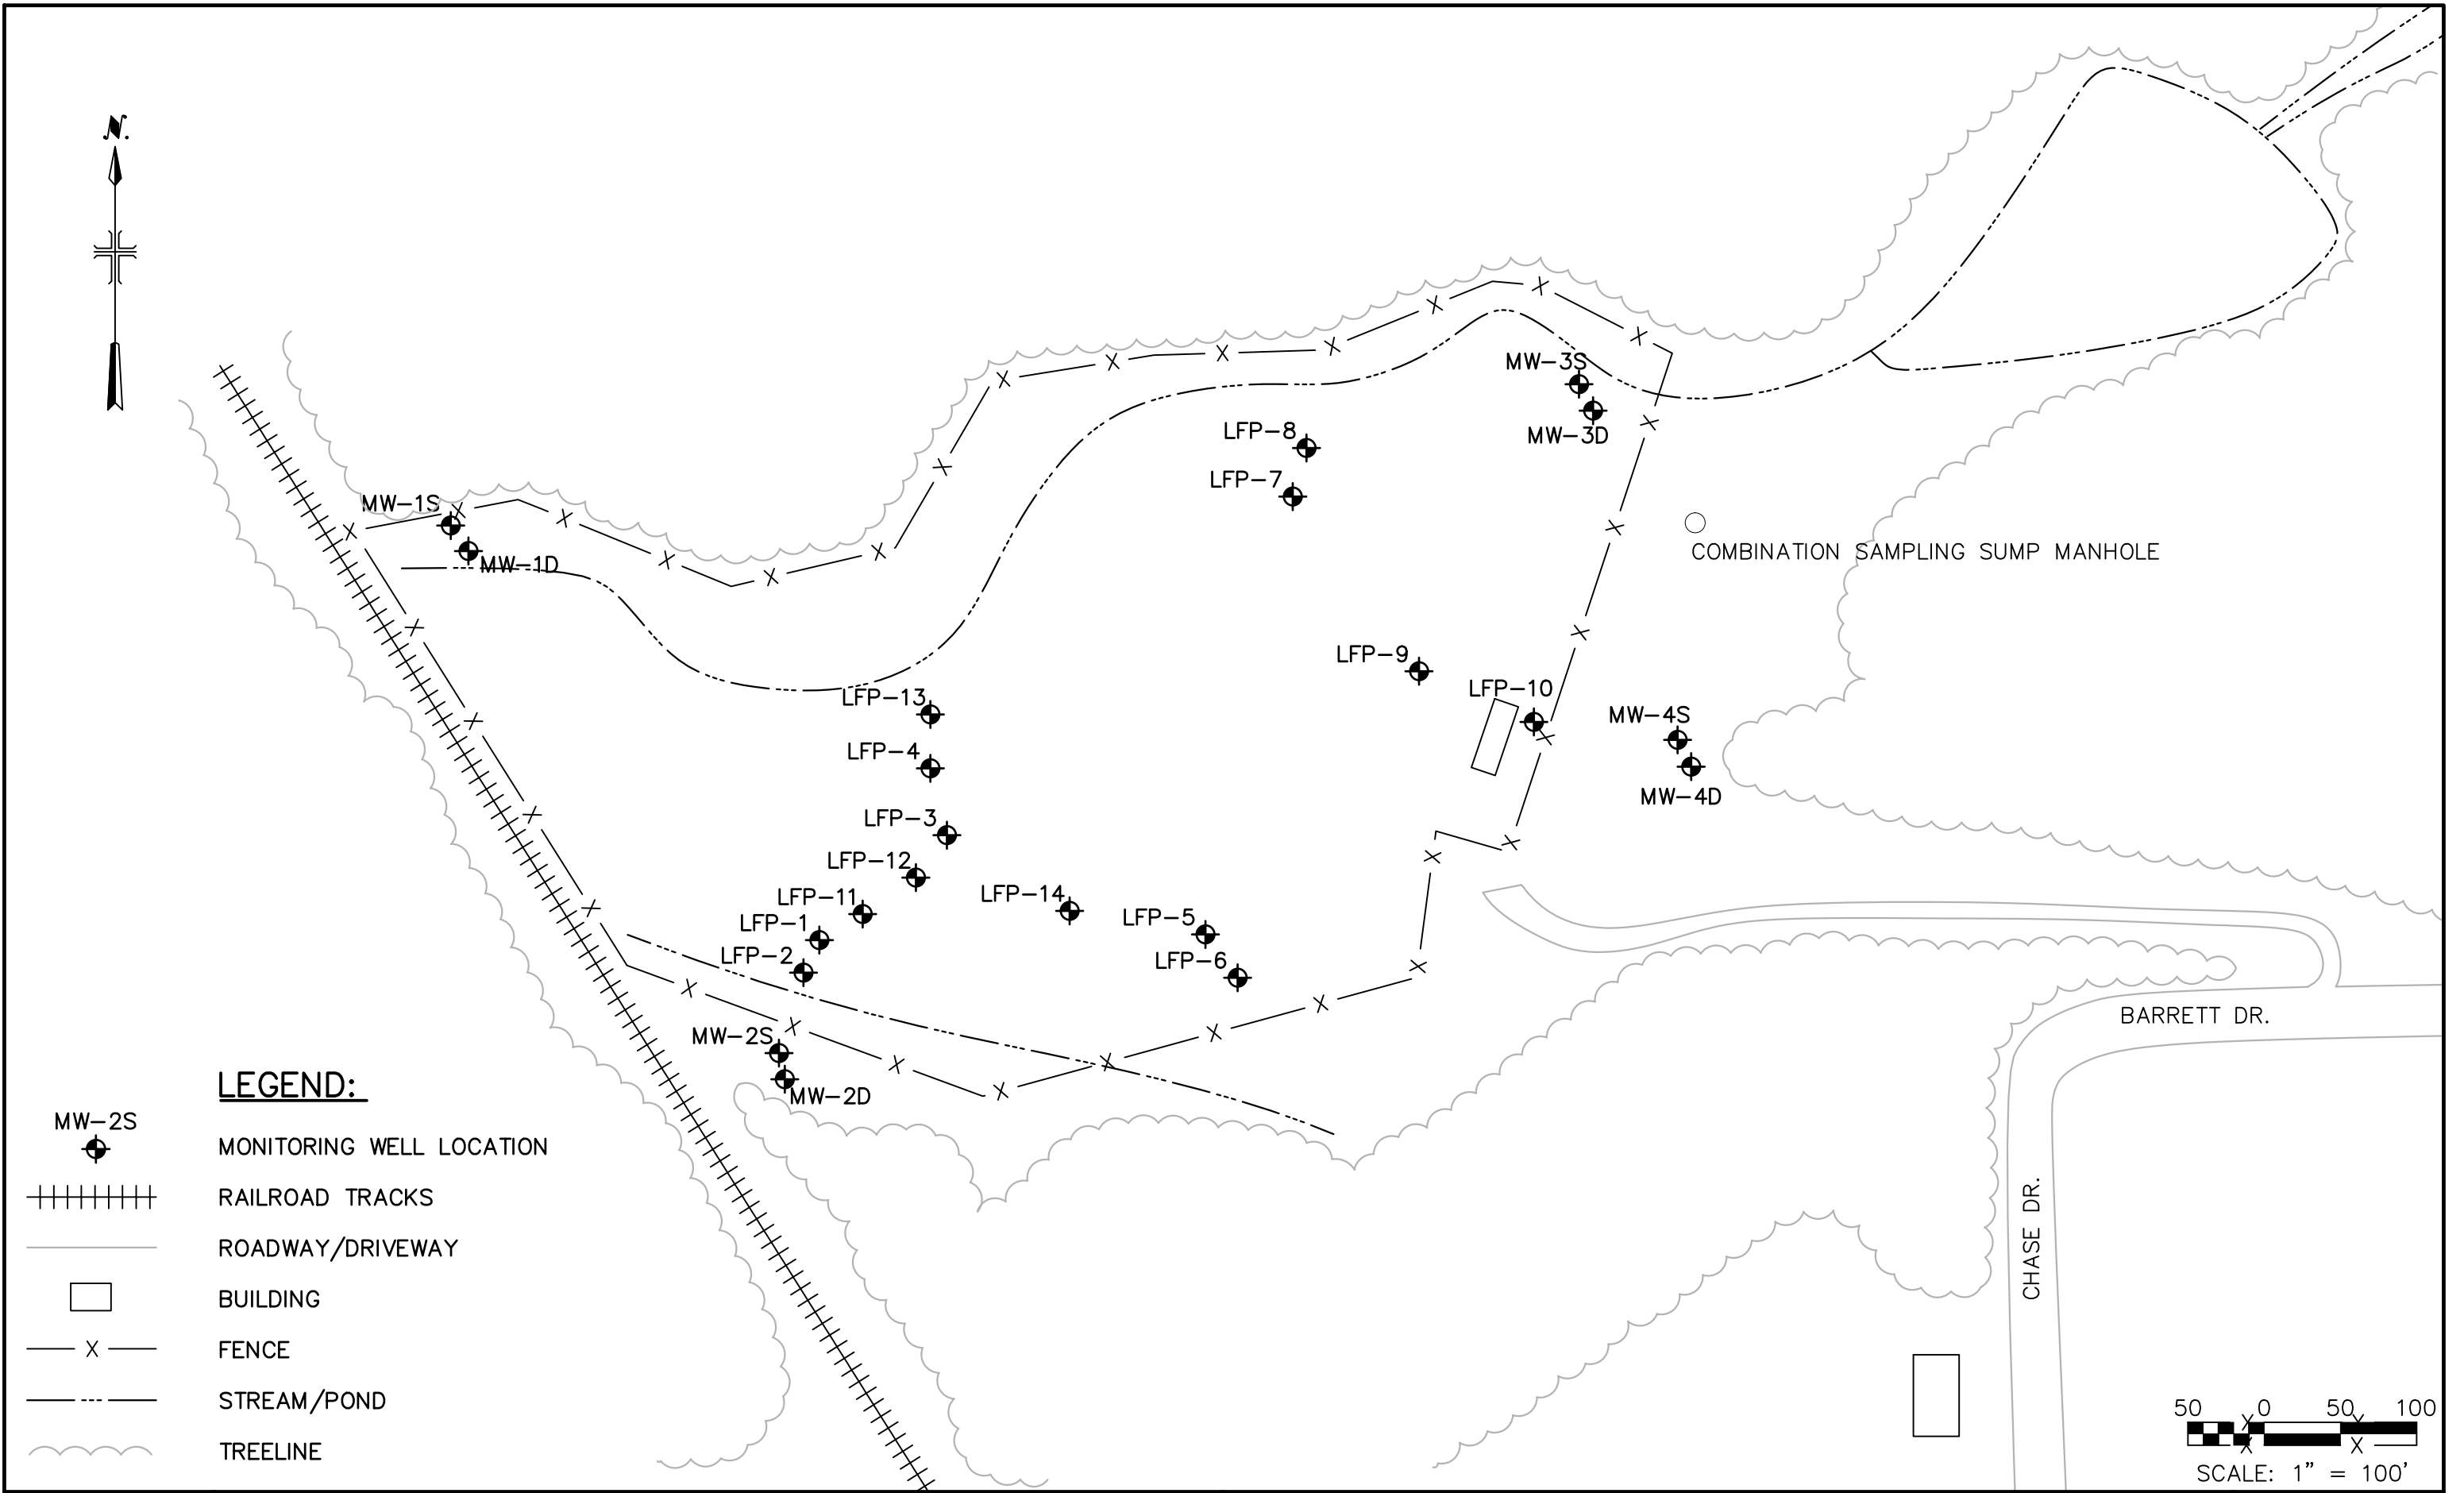 N.
MW-3S
MW-3D
LFP-8
LFP-7
MW-1S
MW-1D
COMBINATION SAMPLING SUMP MANHOLE
LFP-9
LFP-10
LFP-13
MW-4S
MW-4D
LFP-4
LFP-3
LFP-12
LFP-11
LFP-14
LFP-1
LFP-5
LFP-2
LFP-6
BARRETT DR.
MW-2S
MW-2D
CHASE DR.
LEGEND:
MW-2S
MONITORING WELL LOCATION
RAILROAD TRACKS
ROADWAY/DRIVEWAY
BUILDING
X FENCE
STREAM/POND
TREELINE
50 0 50 100
SCALE: 1" = 100'